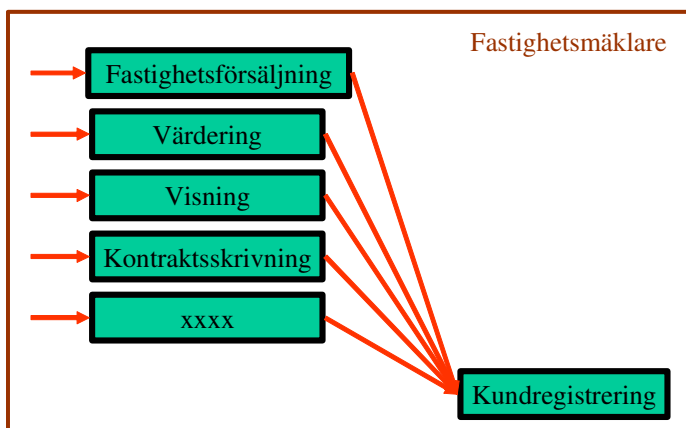 Fastighetsmäklare
Fastighetsförsäljning
Värdering
Visning
Kontraktsskrivning
xxxx
Kundregistrering